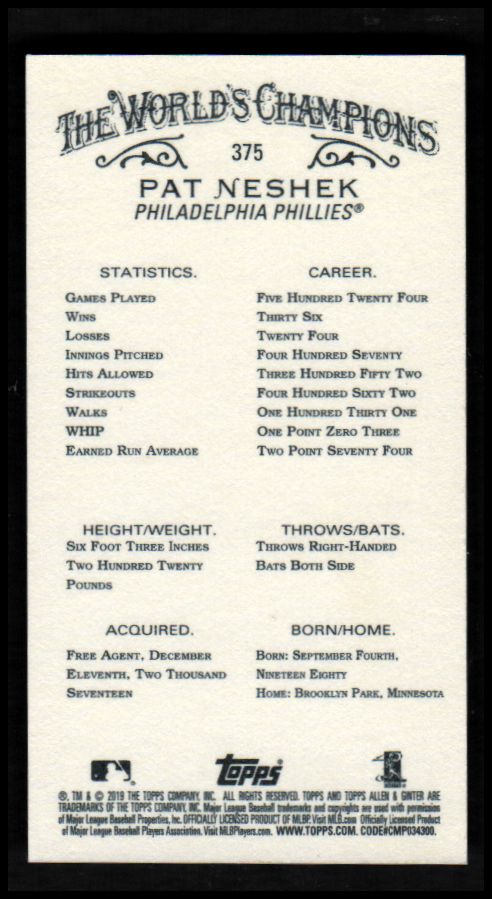 THE WORLD'S CHAMPIONS
375
PAT NESHEK
PHILADELPHIA PHILLIES®
STATISTICS. CAREER.
GAMES PLAYED FIVE HUNDRED TWENTY FOUR
WINS THIRTY SIX
LOSSES TWENTY FOUR
INNINGS PITCHED FOUR HUNDRED SEVENTY
HITS ALLOWED THREE HUNDRED FIFTY TWO
STRIKEOUTS FOUR HUNDRED SIXTY TWO
WALKS ONE HUNDRED THIRTY ONE
WHIP ONE POINT ZERO THREE
EARNED RUN AVERAGE TWO POINT SEVENTY FOUR
HEIGHT/WEIGHT. THROWS/BATS.
SIX FOOT THREE INCHES THROWS RIGHT-HANDED
TWO HUNDRED TWENTY BATS BOTH SIDE
POUNDS
ACQUIRED. BORN/HOME.
FREE AGENT, DECEMBER BORN: SEPTEMBER FOURTH,
ELEVENTH, TWO THOUSAND NINETEEN EIGHTY
SEVENTEEN HOME: BROOKLYN PARK, MINNESOTA
topps
®, TM & © 2019 THE TOPPS COMPANY, INC. ALL RIGHTS RESERVED. TOPPS AND TOPPS ALLEN & GINTER ARE
TRADEMARKS OF THE TOPPS COMPANY, INC. Major League Baseball trademarks and copyrights are used with permission
of Major League Baseball Properties, Inc. OFFICIALLY LICENSED PRODUCT OF MLBP. Visit MLB.com Officially Licensed Product
of Major League Baseball Players Association. Visit MLBPlayers.com. WWW.TOPPS.COM. CODE#CMP034300.